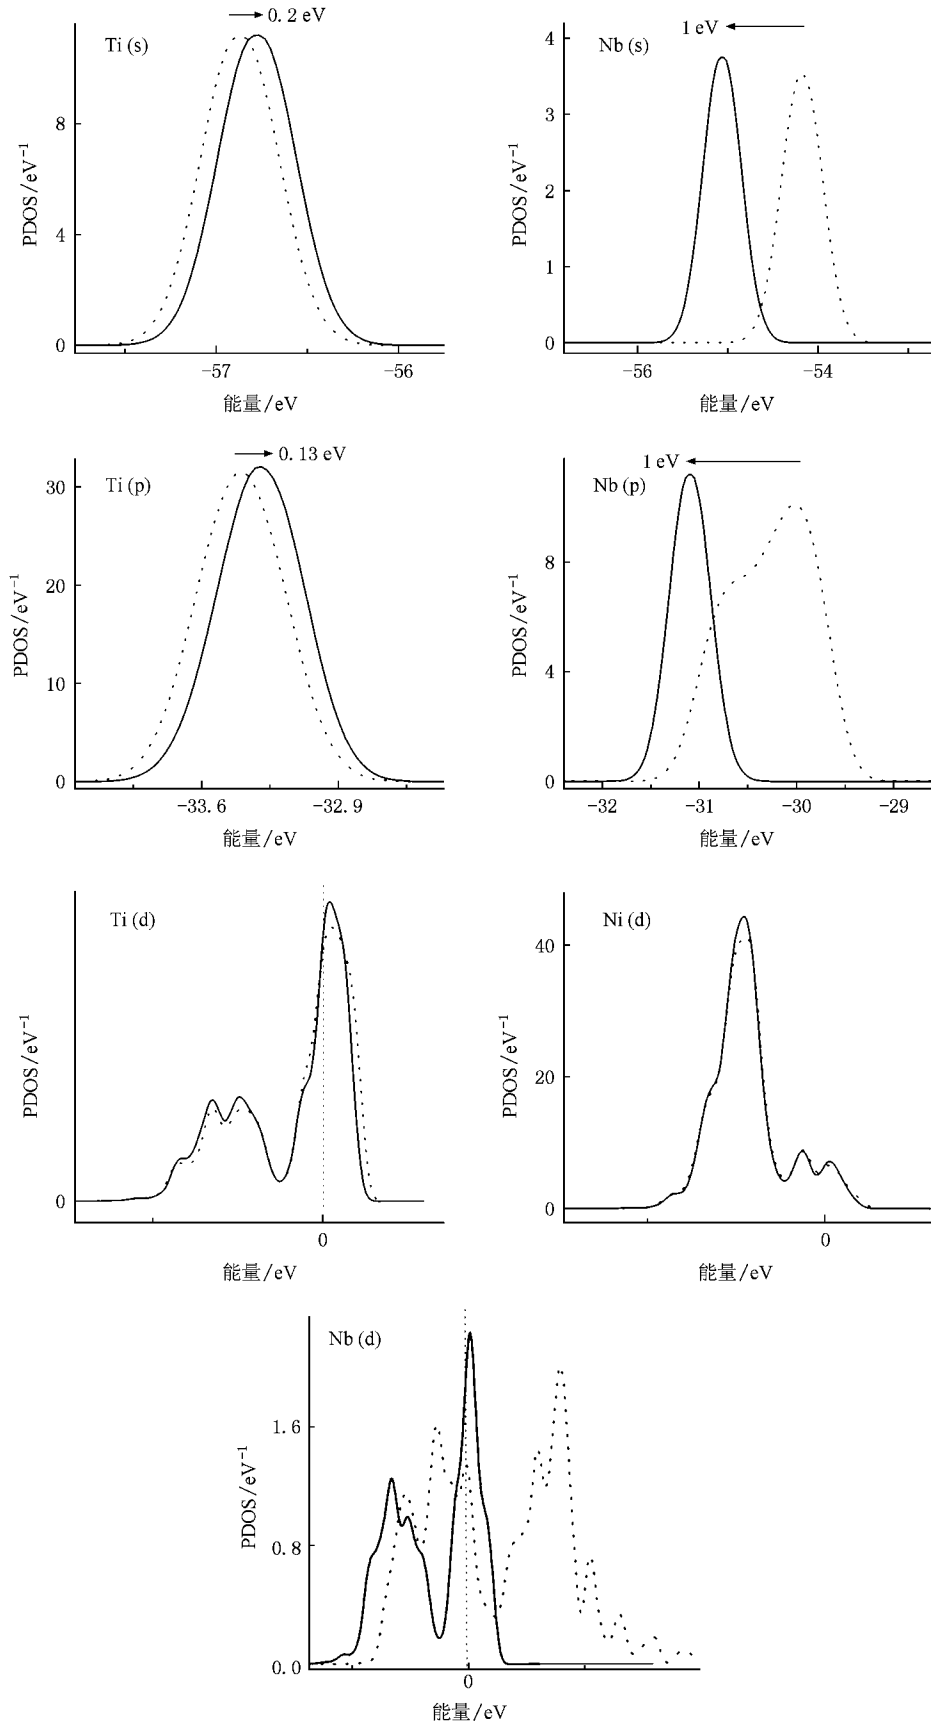 0.2 eV
Ti (s)
8
4
0
PDOS/eV⁻¹
−57
−56
能量/eV
1 eV
Nb (s)
4
3
2
1
0
PDOS/eV⁻¹
−56
−54
能量/eV
0.13 eV
Ti (p)
30
20
10
0
PDOS/eV⁻¹
−33.6
−32.9
能量/eV
1 eV
Nb (p)
8
4
0
PDOS/eV⁻¹
−32
−31
−30
−29
能量/eV
Ti (d)
0
PDOS/eV⁻¹
0
能量/eV
Ni (d)
40
20
0
PDOS/eV⁻¹
0
能量/eV
Nb (d)
1.6
0.8
0.0
PDOS/eV⁻¹
0
能量/eV